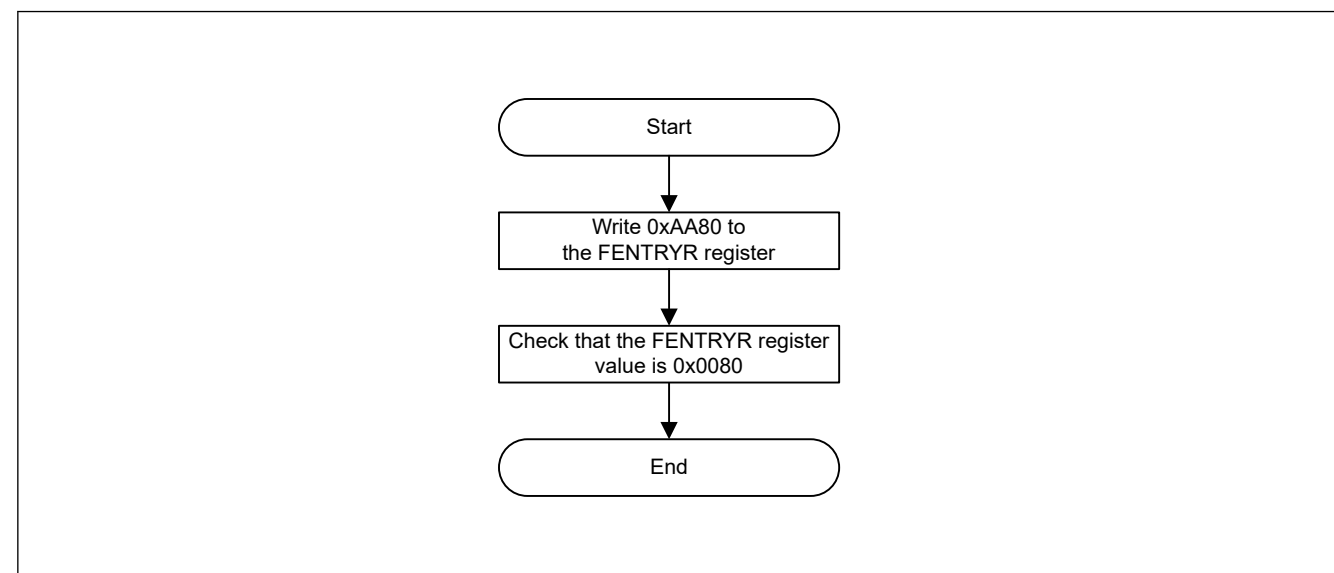 Start
Write 0xAA80 to
the FENTRYR register
Check that the FENTRYR register
value is 0x0080
End